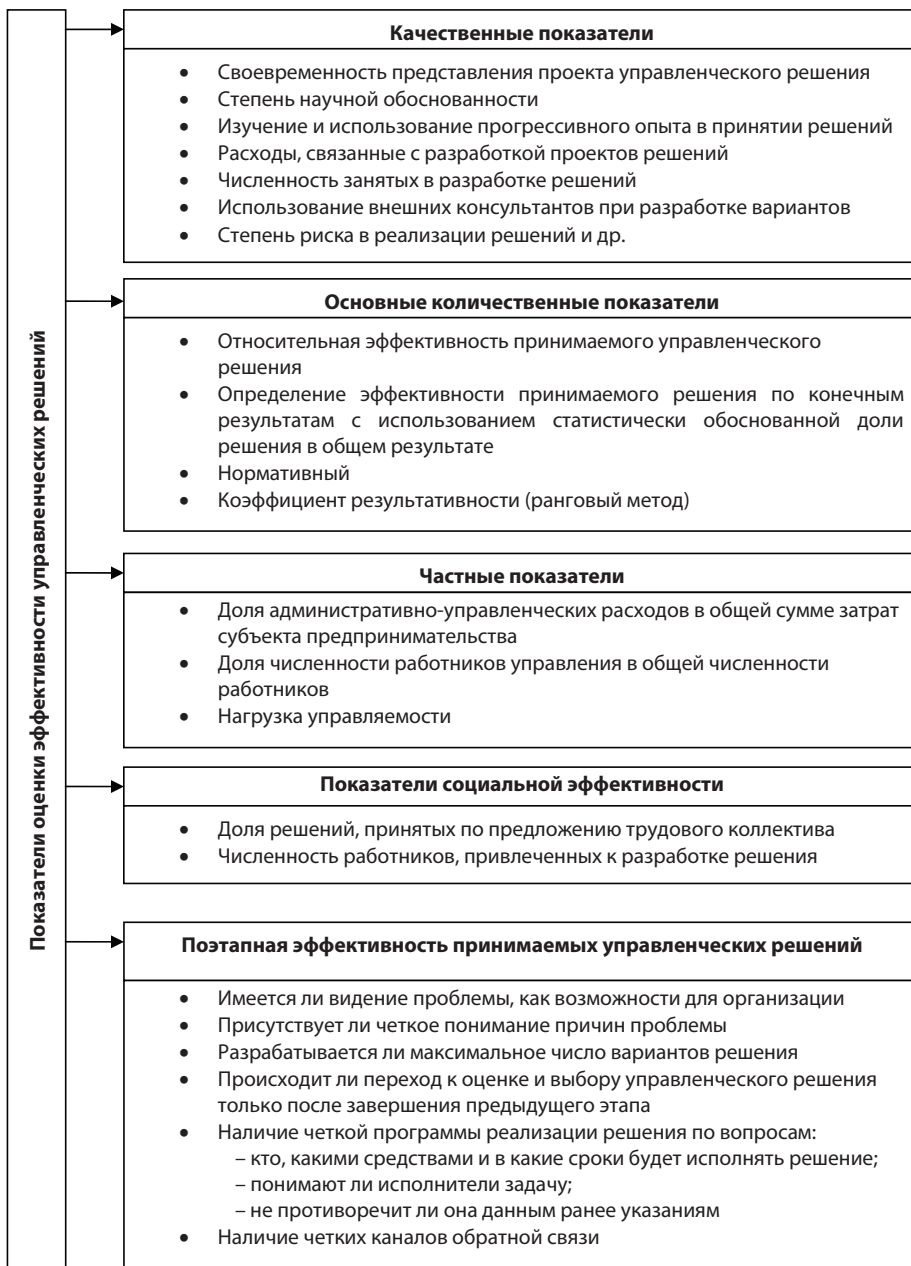 Показатели оценки эффективности управленческих решений
Качественные показатели
• Своевременность представления проекта управленческого решения
• Степень научной обоснованности
• Изучение и использование прогрессивного опыта в принятии решений
• Расходы, связанные с разработкой проектов решений
• Численность занятых в разработке решений
• Использование внешних консультантов при разработке вариантов
• Степень риска в реализации решений и др.
Основные количественные показатели
• Относительная эффективность принимаемого управленческого
решения
• Определение эффективности принимаемого решения по конечным
результатам с использованием статистически обоснованной доли
решения в общем результате
• Нормативный
• Коэффициент результативности (ранговый метод)
Частные показатели
• Доля административно-управленческих расходов в общей сумме затрат
субъекта предпринимательства
• Доля численности работников управления в общей численности
работников
• Нагрузка управляемости
Показатели социальной эффективности
• Доля решений, принятых по предложению трудового коллектива
• Численность работников, привлеченных к разработке решения
Поэтапная эффективность принимаемых управленческих решений
• Имеется ли видение проблемы, как возможности для организации
• Присутствует ли четкое понимание причин проблемы
• Разрабатывается ли максимальное число вариантов решения
• Происходит ли переход к оценке и выбору управленческого решения
только после завершения предыдущего этапа
• Наличие четкой программы реализации решения по вопросам:
– кто, какими средствами и в какие сроки будет исполнять решение;
– понимают ли исполнители задачу;
– не противоречит ли она данным ранее указаниям
• Наличие четких каналов обратной связи